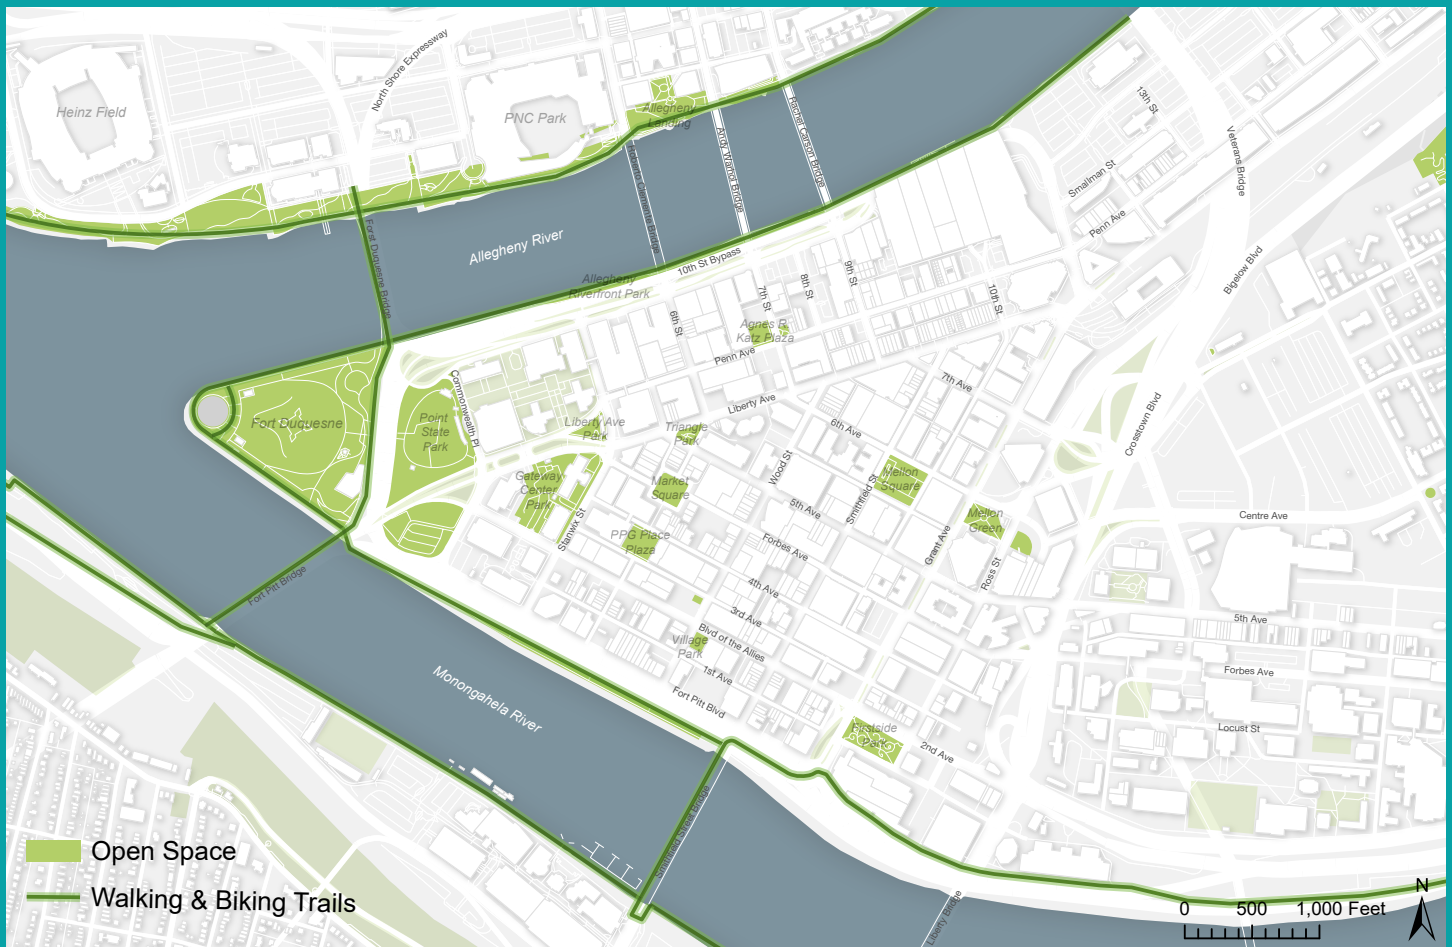 North Shore Expressway
Heinz Field
PNC Park
Allegheny
Landing
Rachel Carson Bridge
Andy Warhol Bridge
Roberto Clemente Bridge
13th St
Veterans Bridge
Smallman St
Penn Ave
Bigelow Blvd
Forst Duquesne Bridge
Allegheny River
10th St Bypass
Allegheny
Riverfront Park
9th St
8th St
7th St
6th St
10th St
Agnes R.
Katz Plaza
Penn Ave
7th Ave
Liberty Ave
Commonwealth Pl
Fort Duquesne
Point
State
Park
Liberty Ave
Park
Triangle
Park
6th Ave
Crosstown Blvd
Wood St
Smithfield St
Mellon
Square
Gateway
Center
Park
Market
Square
Stanwix St
5th Ave
Mellon
Green
Centre Ave
PPG Place
Plaza
Forbes Ave
Grant Ave
Ross St
Fort Pitt Bridge
4th Ave
3rd Ave
5th Ave
Village
Park
Blvd of the Allies
1st Ave
Forbes Ave
Monongahela River
Fort Pitt Blvd
Firstside
Park
2nd Ave
Locust St
Smithfield Street Bridge
Liberty Bridge
Open Space
Walking & Biking Trails
N
0 500 1,000 Feet